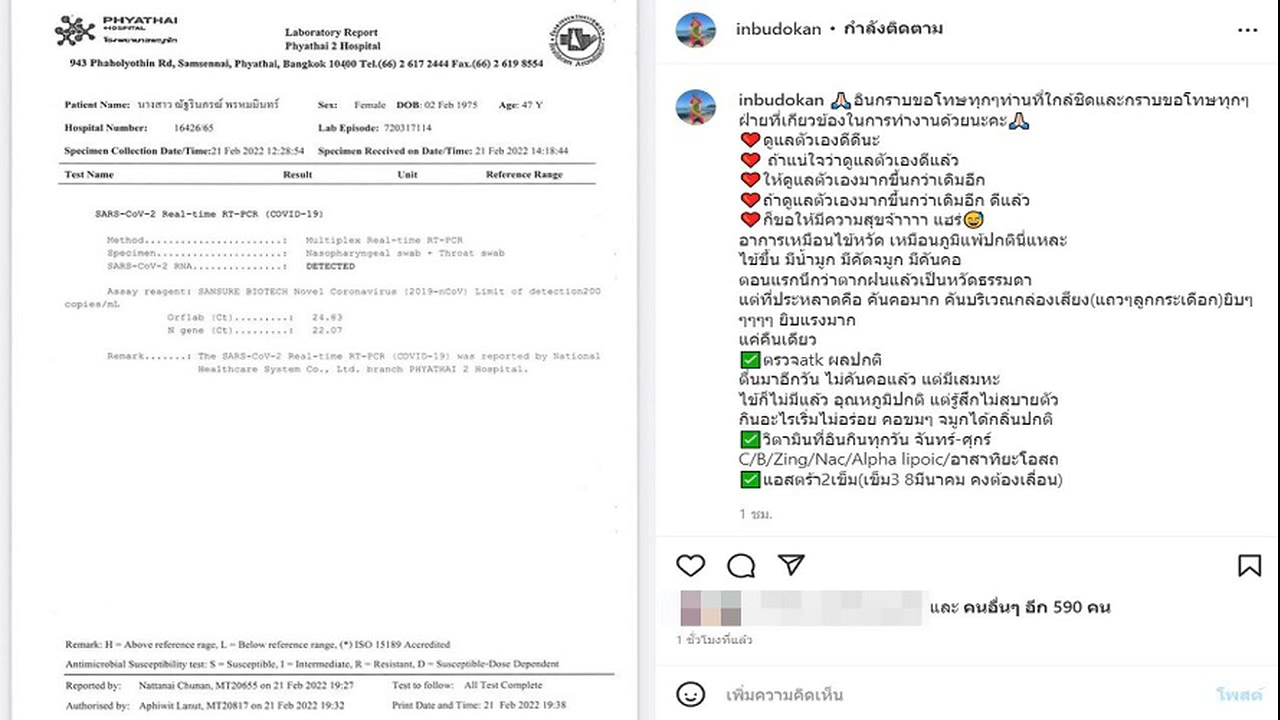 PHYATHAI
HOSPITAL
โรงพยาบาลพญาไท
Laboratory Report
Phyathai 2 Hospital
943 Phaholyothin Rd, Samsennai, Phyathai, Bangkok 10400 Tel.(66) 2 617 2444 Fax.(66) 2 619 8554
Patient Name: นางสาว ณัฐรินภรณ์ พรหมมินทร์ Sex: Female DOB: 02 Feb 1975 Age: 47 Y
Hospital Number: 16426/65 Lab Episode: 720317114
Specimen Collection Date/Time:21 Feb 2022 12:28:54 Specimen Received on Date/Time: 21 Feb 2022 14:18:44
Test Name Result Unit Reference Range
SARS-CoV-2 Real-time RT-PCR (COVID-19)
Method......................: Multiplex Real-time RT-PCR
Specimen....................: Nasopharyngeal swab + Throat swab
SARS-CoV-2 RNA..............: DETECTED
Assay reagent: SANSURE BIOTECH Novel Coronavirus (2019-nCoV) Limit of detection200
copies/mL
Orf1ab (Ct).........: 24.83
N gene (Ct).........: 22.07
Remark.......: The SARS-CoV-2 Real-time RT-PCR (COVID-19) was reported by National
Healthcare System Co., Ltd. branch PHYATHAI 2 Hospital.
Remark: H = Above reference rage, L = Below reference range, (*) ISO 15189 Accredited
Antimicrobial Susceptibility test: S = Susceptible, I = Intermediate, R = Resistant, D = Susceptible-Dose Dependent
Reported by: Nattanai Chunan, MT20655 on 21 Feb 2022 19:27 Test to follow: All Test Complete
Authorised by: Aphiwit Lanut, MT20817 on 21 Feb 2022 19:32 Print Date and Time: 21 Feb 2022 19:38
inbudokan • กำลังติดตาม
inbudokan 🙏🏻อินกราบขอโทษทุกๆท่านที่ใกล้ชิดและกราบขอโทษทุกๆ
ฝ่ายที่เกี่ยวข้องในการทำงานด้วยนะคะ🙏🏻
❤️ดูแลตัวเองดีดีนะ
❤️ ถ้าแน่ใจว่าดูแลตัวเองดีแล้ว
❤️ให้ดูแลตัวเองมากขึ้นกว่าเดิมอีก
❤️ถ้าดูแลตัวเองมากขึ้นกว่าเดิมอีก ดีแล้ว
❤️ก็ขอให้มีความสุขจ้าาาา แฮร่😅
อาการเหมือนไข้หวัด เหมือนภูมิแพ้ปกตินี่แหละ
ไข้ขึ้น มีน้ำมูก มีคัดจมูก มีคันคอ
ตอนแรกนึกว่าตากฝนแล้วเป็นหวัดธรรมดา
แต่ที่ประหลาดคือ คันคอมาก คันบริเวณกล่องเสียง(แถวๆลูกกระเดือก)ยิบๆ
ๆๆๆๆ ยิบแรงมาก
แค่คืนเดียว
✅ตรวจatk ผลปกติ
ตื่นมาอีกวัน ไม่คันคอแล้ว แต่มีเสมหะ
ไข้ก็ไม่มีแล้ว อุณหภูมิปกติ แต่รู้สึกไม่สบายตัว
กินอะไรเริ่มไม่อร่อย คอขมๆ จมูกได้กลิ่นปกติ
✅วิตามินที่อินกินทุกวัน จันทร์-ศุกร์
C/B/Zing/Nac/Alpha lipoic/อาสาทิยะโอสถ
✅แอสตร้า2เข็ม(เข็ม3 8มีนาคม คงต้องเลื่อน)
1 ชม.
และ คนอื่นๆ อีก 590 คน
1 ชั่วโมงที่แล้ว
เพิ่มความคิดเห็น
โพสต์